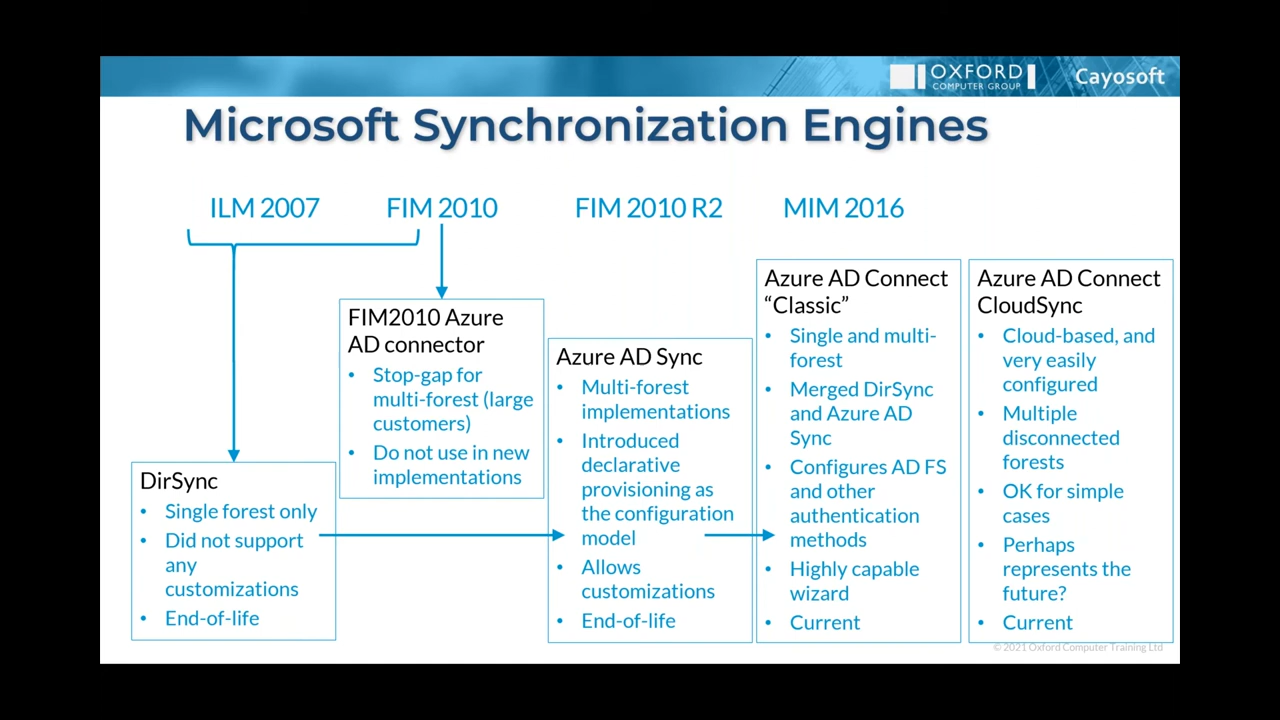 OXFORD
COMPUTER GROUP
Cayosoft
Microsoft Synchronization Engines
ILM 2007
FIM 2010
FIM 2010 R2
MIM 2016
DirSync
• Single forest only
• Did not support
any
customizations
• End-of-life
FIM2010 Azure
AD connector
• Stop-gap for
multi-forest (large
customers)
• Do not use in new
implementations
Azure AD Sync
• Multi-forest
implementations
• Introduced
declarative
provisioning as
the configuration
model
• Allows
customizations
• End-of-life
Azure AD Connect
“Classic”
• Single and multi-
forest
• Merged DirSync
and Azure AD
Sync
• Configures AD FS
and other
authentication
methods
• Highly capable
wizard
• Current
Azure AD Connect
CloudSync
• Cloud-based, and
very easily
configured
• Multiple
disconnected
forests
• OK for simple
cases
• Perhaps
represents the
future?
• Current
© 2021 Oxford Computer Training Ltd